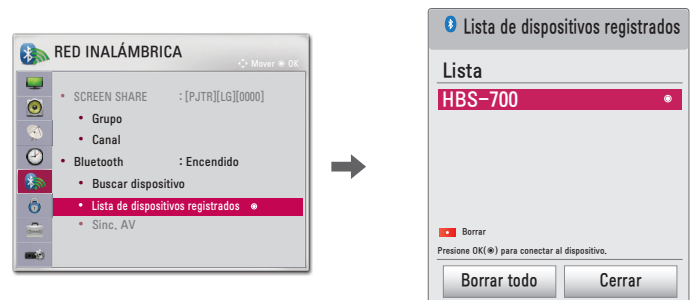 RED INALÁMBRICA
Mover OK
• SCREEN SHARE : [PJTR][LG][0000]
• Grupo
• Canal
• Bluetooth : Encendido
• Buscar dispositivo
• Lista de dispositivos registrados ◉
• Sinc. AV
Lista de dispositivos registrados
Lista
HBS-700 ◉
Borrar
Presione OK(◉) para conectar al dispositivo.
Borrar todo Cerrar